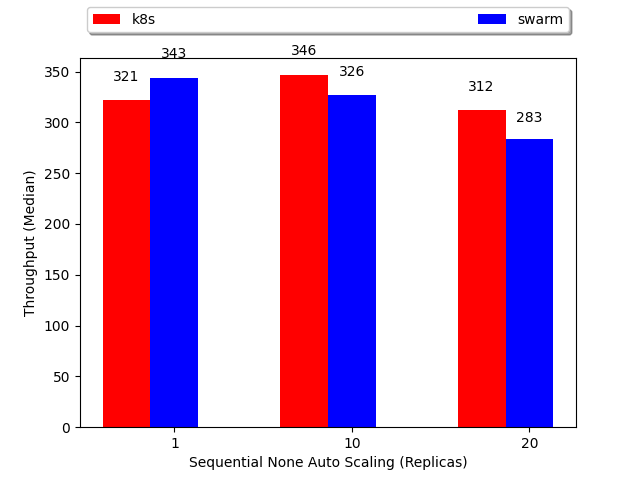 k8s swarm
321 343 346 326 312 283
350
300
250
200
150
100
50
0
Throughput (Median)
1 10 20
Sequential None Auto Scaling (Replicas)